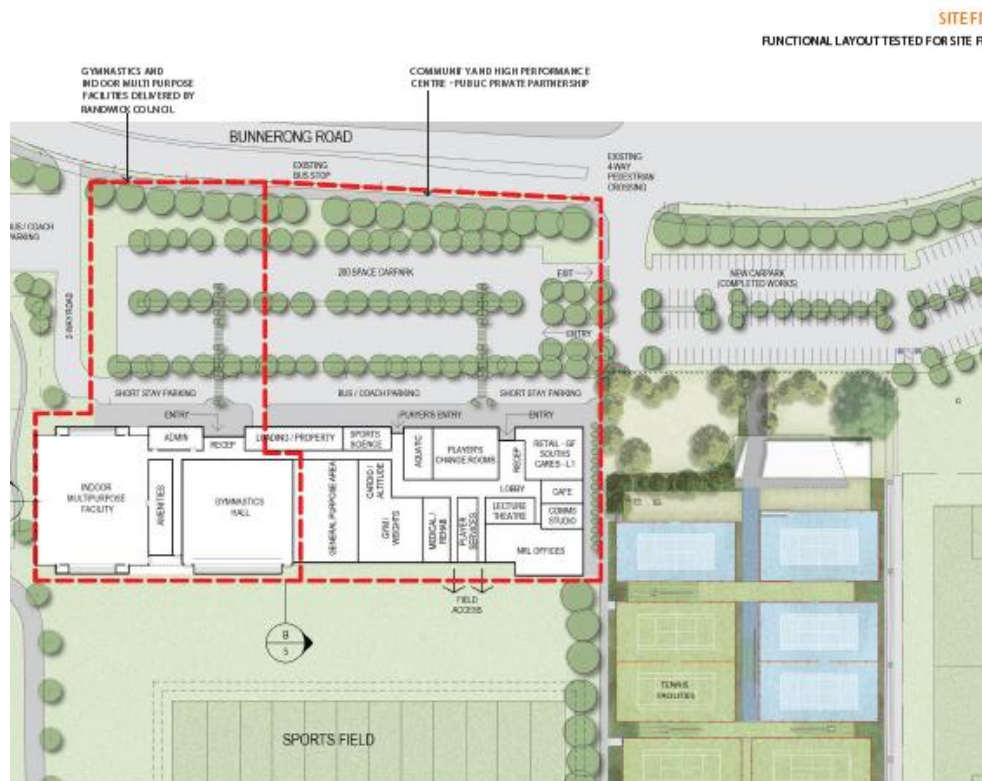 SITE FI
FUNCTIONAL LAYOUT TESTED FOR SITE F
GYMNASTICS AND
INDOOR MULTI PURPOSE
FACILITIES DELIVERED BY
RANDWICK COUNCIL
COMMUNITY AND HIGH PERFORMANCE
CENTRE - PUBLIC PRIVATE PARTNERSHIP
BUNNERONG ROAD
EXISTING
BUS STOP
EXISTING
4-WAY
PEDESTRIAN
CROSSING
BUS / COACH
PARKING
2-WAY ROAD
200 SPACE CARPARK
EXIT
ENTRY
NEW CARPARK
(COMPLETED WORKS)
SHORT STAY PARKING
BUS / COACH PARKING
SHORT STAY PARKING
ENTRY
PLAYER'S ENTRY
ENTRY
ADMIN
RECEP
LOADING / PROPERTY
SPORTS
SCIENCE
AQUATIC
PLAYER'S
CHANGE ROOMS
RECEP
RETAIL - GF
SOUTHS
CARES - L1
INDOOR
MULTIPURPOSE
FACILITY
AMENITIES
GYMNASTICS
HALL
GENERAL PURPOSE AREA
CARDIO /
ALTITUDE
GYM /
WEIGHTS
MEDICAL /
REHAB
PLAYER
SERVICES
LOBBY
LECTURE
THEATRE
CAFE
COMMS
STUDIO
NRL OFFICES
FIELD
ACCESS
B
5
TENNIS
FACILITIES
SPORTS FIELD